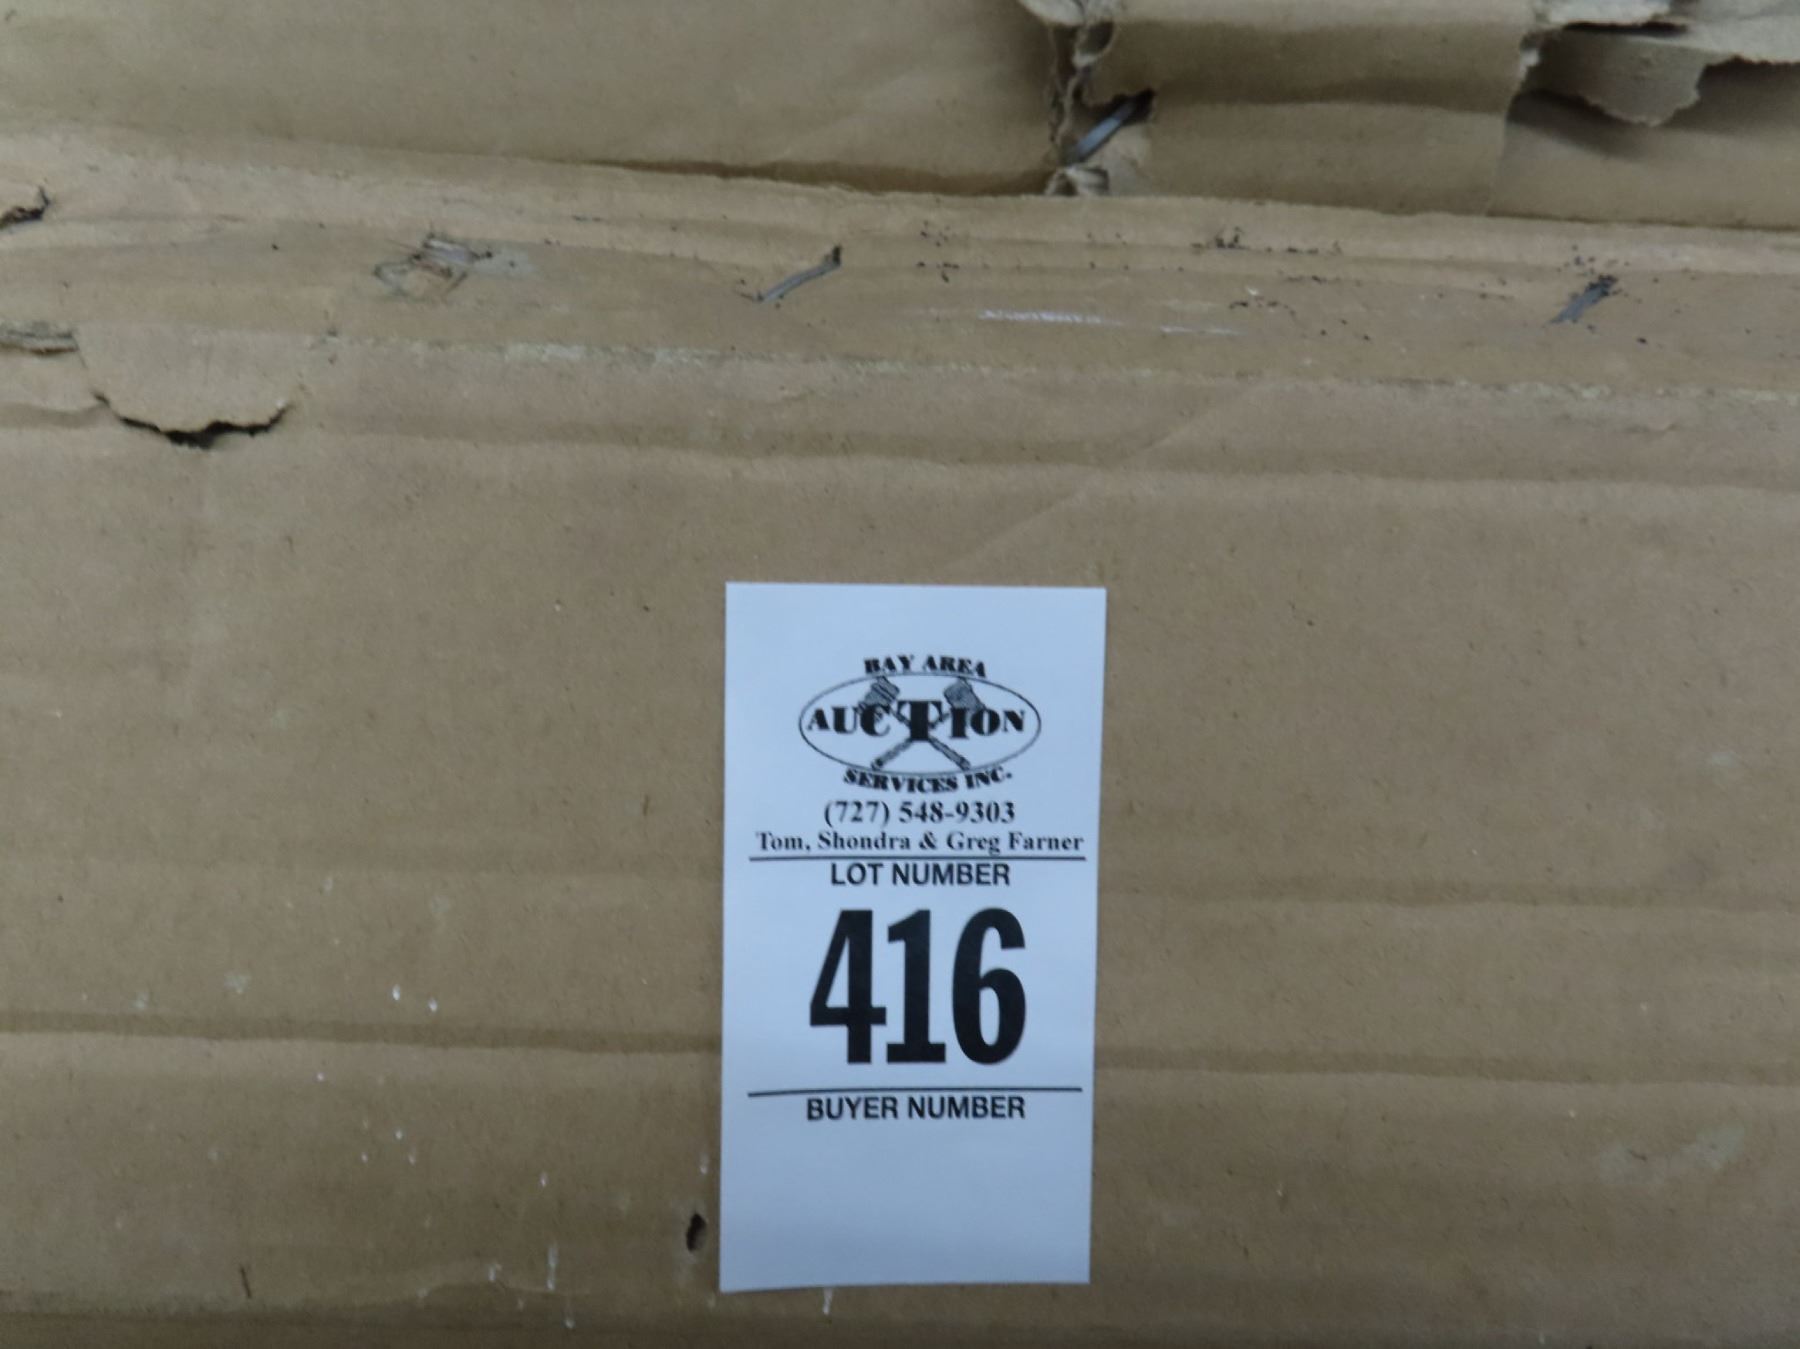 BAY AREA
AUCTION
SERVICES INC.
(727) 548-9303
Tom, Shondra & Greg Farner
LOT NUMBER
416
BUYER NUMBER